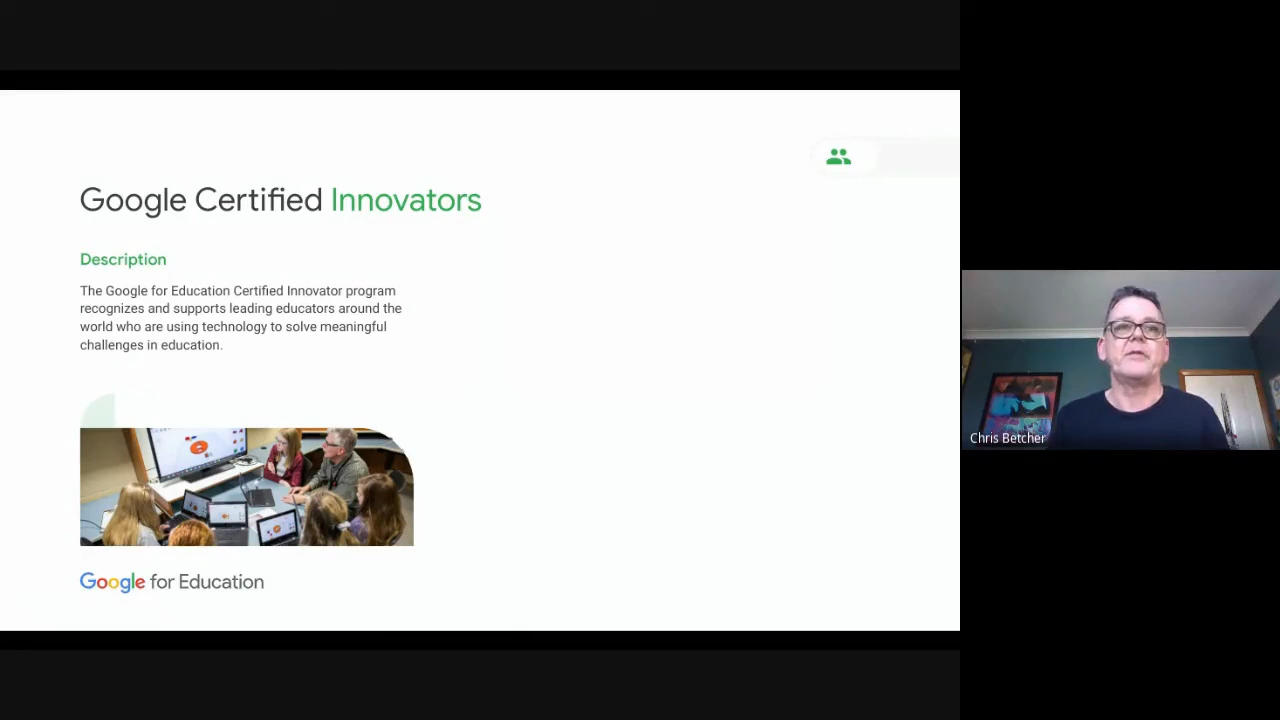 Google Certified Innovators
Description
The Google for Education Certified Innovator program
recognizes and supports leading educators around the
world who are using technology to solve meaningful
challenges in education.
Google for Education
Chris Betcher